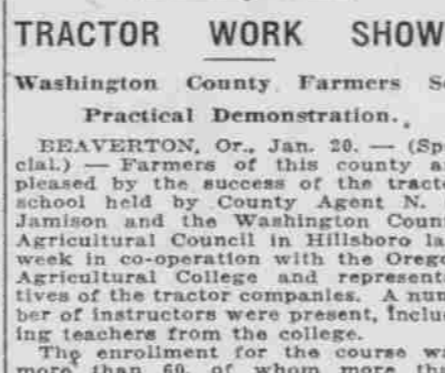 TRACTOR WORK SHOW
Washington County Farmers S
Practical Demonstration.
BEAVERTON, Or., Jan. 20. — (Sp
cial.) — Farmers of this county a
pleased by the success of the tract
school held by County Agent N.
Jamison and the Washington Coun
Agricultural Council in Hillsboro la
week in co-operation with the Orego
Agricultural College and represent
tives of the tractor companies. A num
ber of instructors were present, includ
ing teachers from the college.
The enrollment for the course wa
more than 60, of whom more tha